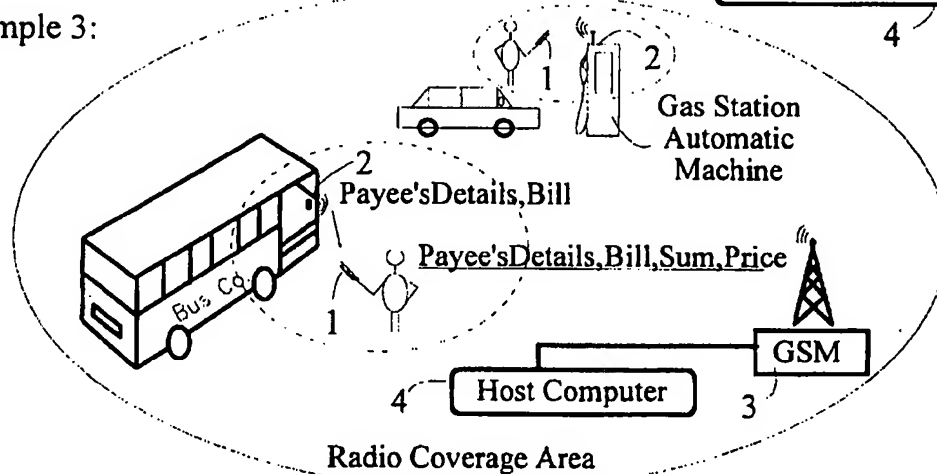 mple 3:
4
1
2
Gas Station
Automatic
Machine
2
Payee'sDetails,Bill
Payee'sDetails,Bill,Sum,Price
Bus Co.
1
GSM
4
Host Computer
3
Radio Coverage Area